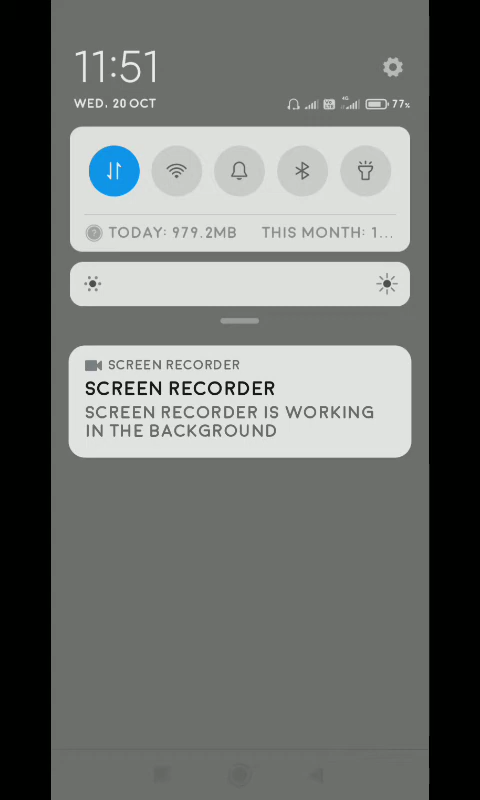 11:51
WED. 20 OCT
4G
77%
TODAY: 979.2MB THIS MONTH: 1...
SCREEN RECORDER
SCREEN RECORDER
SCREEN RECORDER IS WORKING
IN THE BACKGROUND